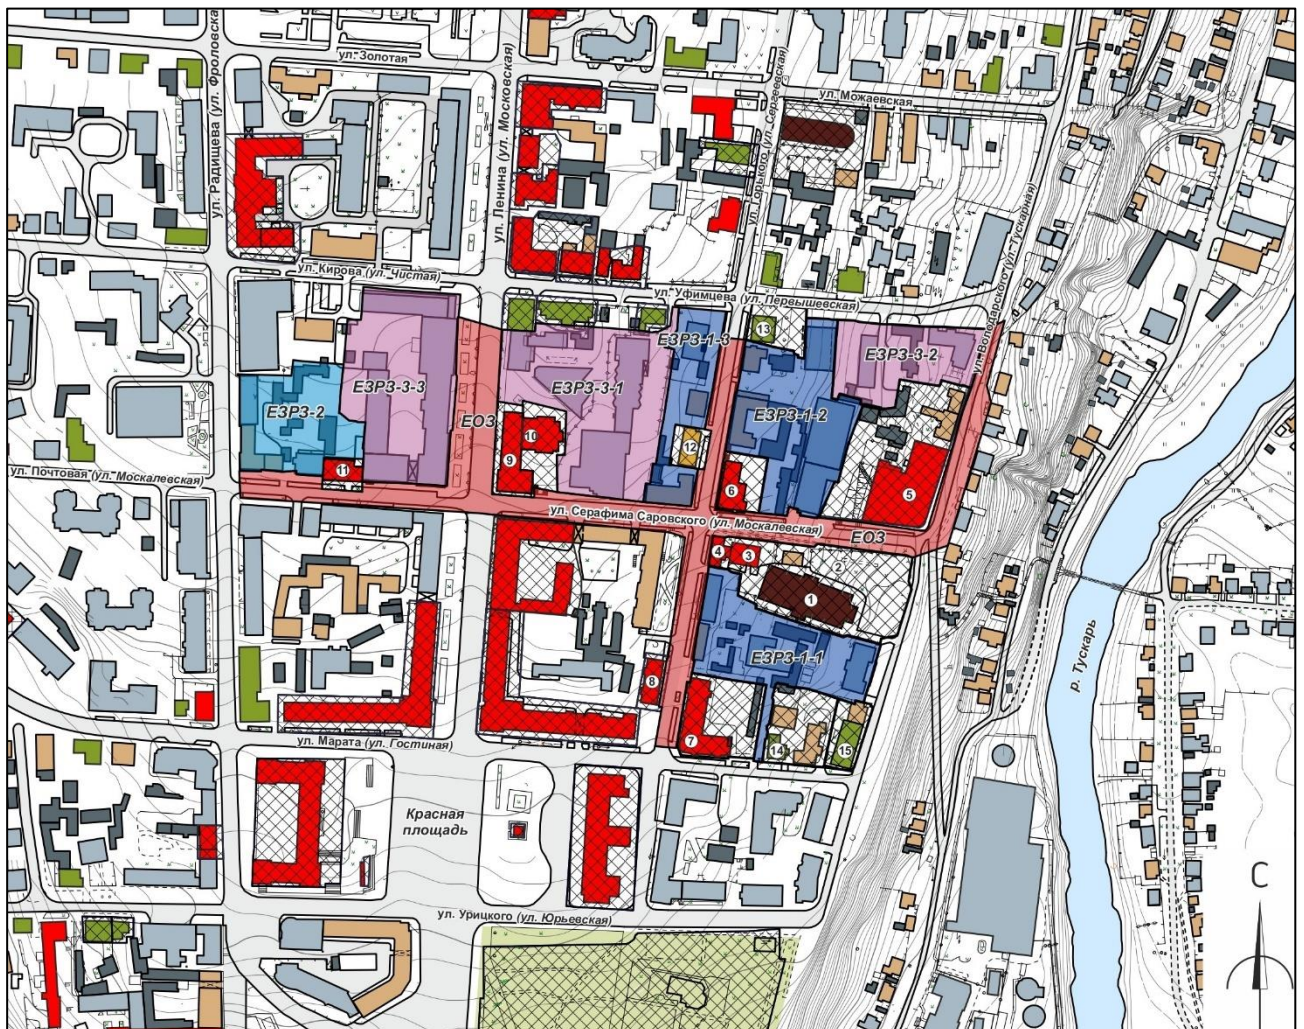 ул. Золотая
ул. Можаевская
ул. Радищева (ул. Фроловская)
ул. Ленина (ул. Московская)
ул. Горького (ул. Сергеевская)
ул. Кирова (ул. Чистая)
ул. Уфимцева (ул. Первышевская)
ул. Володарского (ул. Тускарная)
13
ЕЗРЗ-1-3
ЕЗРЗ-3-2
ЕЗРЗ-3-3
ЕЗРЗ-3-1
ЕЗРЗ-2
ЕЗРЗ-1-2
ЕОЗ
10
12
9
11
6
5
ул. Почтовая (ул. Москалевская)
ул. Серафима Саровского (ул. Москалевская)
ЕОЗ
4
3
2
1
р. Тускарь
ЕЗРЗ-1-1
8
7
14
15
ул. Марата (ул. Гостиная)
Красная
площадь
С
ул. Урицкого (ул. Юрьевская)